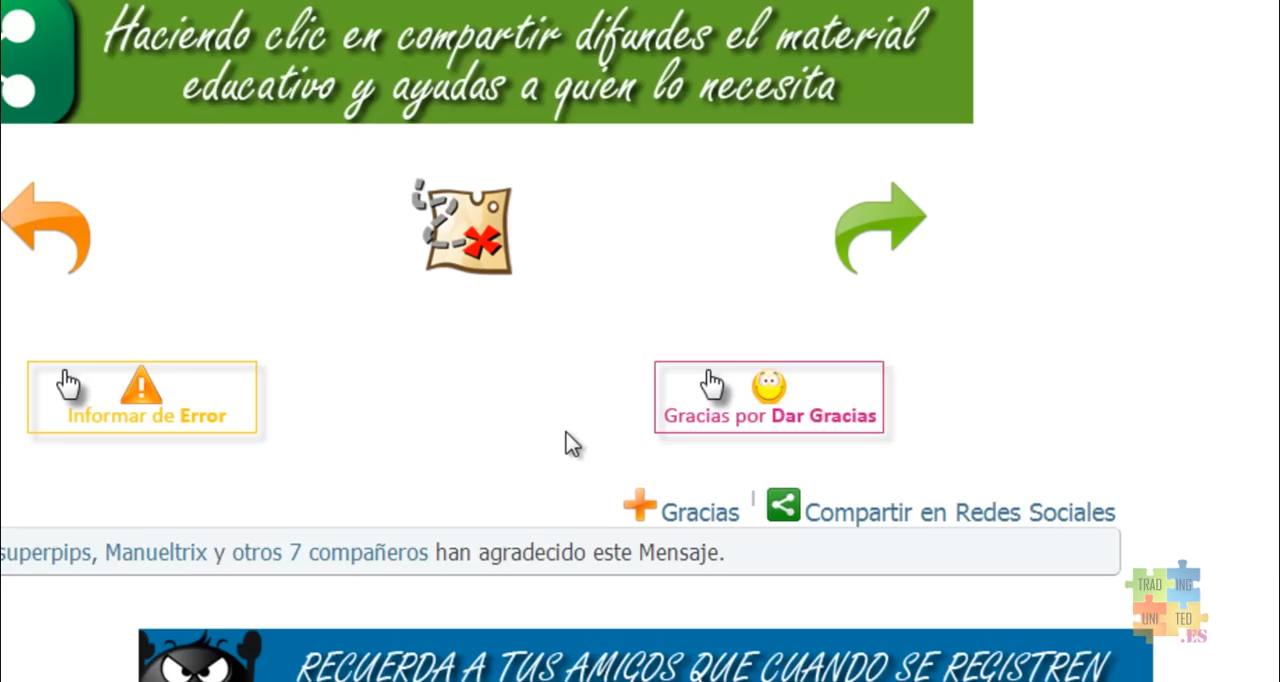 Haciendo clic en compartir difundes el material
educativo y ayudas a quien lo necesita
Informar de Error
Gracias por Dar Gracias
Gracias
Compartir en Redes Sociales
superpips, Manueltrix y otros 7 compañeros han agradecido este Mensaje.
TRAD ING
UNI TED
.ES
RECUERDA A TUS AMIGOS QUE CUANDO SE REGISTREN